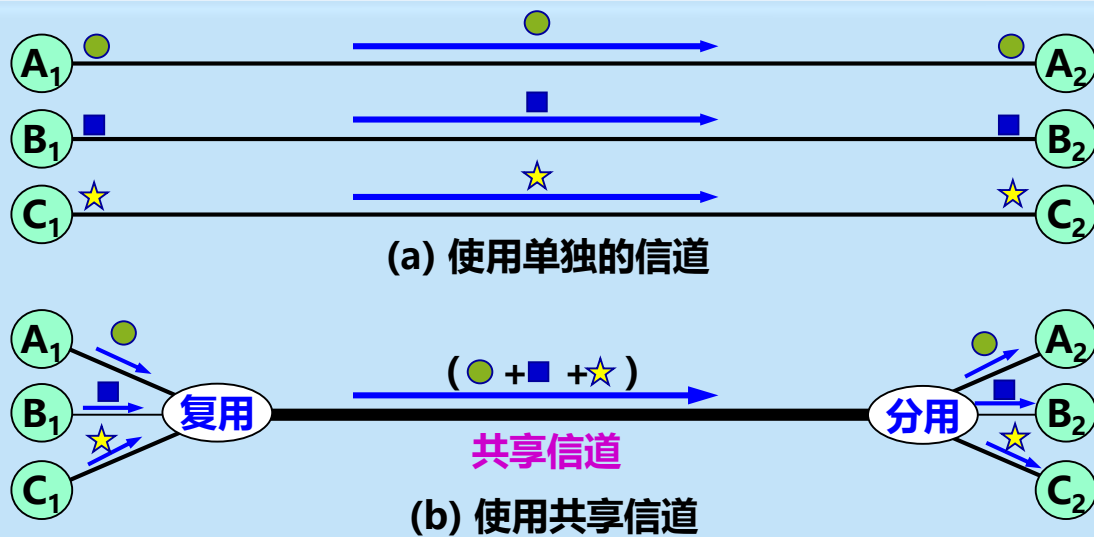 A₁ A₂
B₁ B₂
C₁ C₂
(a) 使用单独的信道
A₁ A₂
( + + )
B₁ 复用 分用 B₂
共享信道
C₁ C₂
(b) 使用共享信道